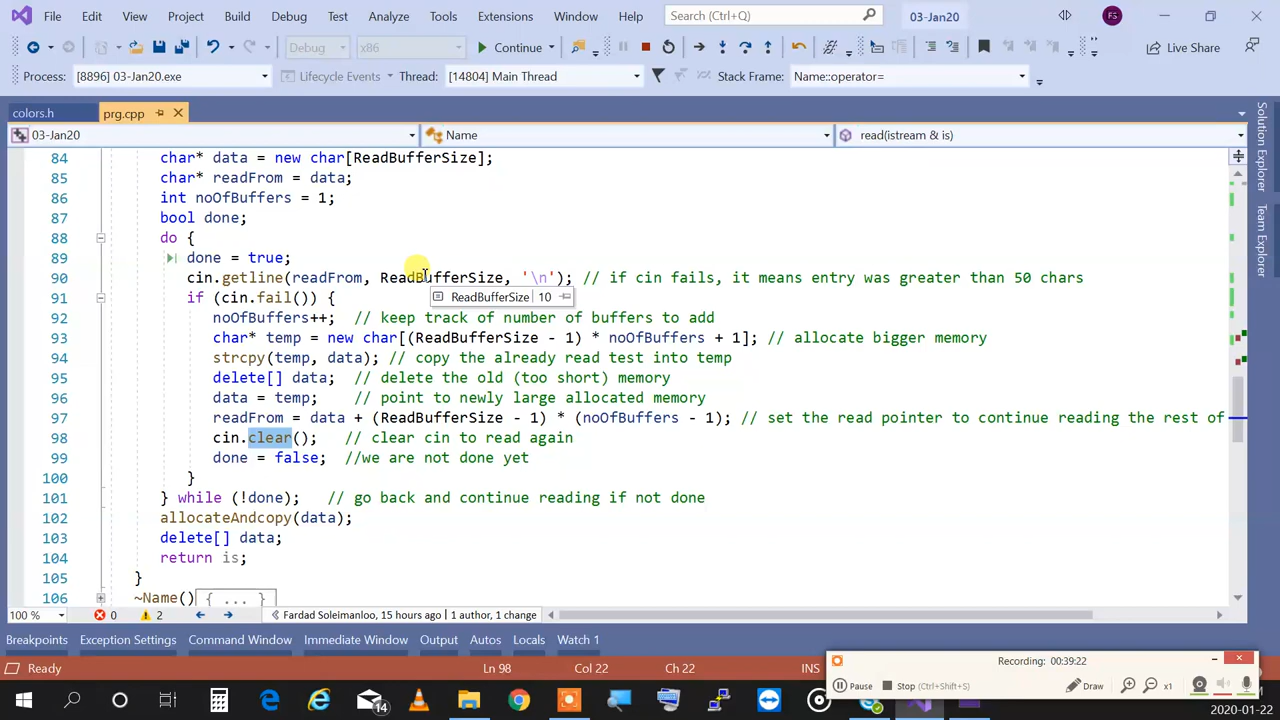 File Edit View Project Build Debug Test Analyze Tools Extensions Window Help Search (Ctrl+Q) 03-Jan20 FS
Debug x86 Continue Live Share
Process: [8896] 03-Jan20.exe Lifecycle Events Thread: [14804] Main Thread Stack Frame: Name::operator=
colors.h prg.cpp
03-Jan20 Name read(istream & is)
84 char* data = new char[ReadBufferSize];
85 char* readFrom = data;
86 int noOfBuffers = 1;
87 bool done;
88 do {
89 done = true;
90 cin.getline(readFrom, ReadBufferSize, '\n'); // if cin fails, it means entry was greater than 50 chars
ReadBufferSize 10
91 if (cin.fail()) {
92 noOfBuffers++; // keep track of number of buffers to add
93 char* temp = new char[(ReadBufferSize - 1) * noOfBuffers + 1]; // allocate bigger memory
94 strcpy(temp, data); // copy the already read test into temp
95 delete[] data; // delete the old (too short) memory
96 data = temp; // point to newly large allocated memory
97 readFrom = data + (ReadBufferSize - 1) * (noOfBuffers - 1); // set the read pointer to continue reading the rest of
98 cin.clear(); // clear cin to read again
99 done = false; //we are not done yet
100 }
101 } while (!done); // go back and continue reading if not done
102 allocateAndcopy(data);
103 delete[] data;
104 return is;
105 }
106 ~Name() { ... }
100 % 0 2 Fardad Soleimanloo, 15 hours ago | 1 author, 1 change
Breakpoints Exception Settings Command Window Immediate Window Output Autos Locals Watch 1
Ready Ln 98 Col 22 Ch 22 INS
Recording: 00:39:22
Pause Stop (Ctrl+Shift+S) Draw x1
14 2020-01-22
Solution Explorer
Team Explorer